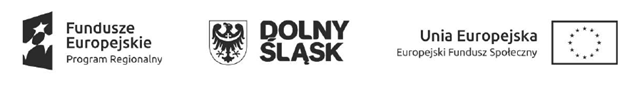 Fundusze
Europejskie
Program Regionalny
DOLNY
ŚLĄSK
Unia Europejska
Europejski Fundusz Społeczny